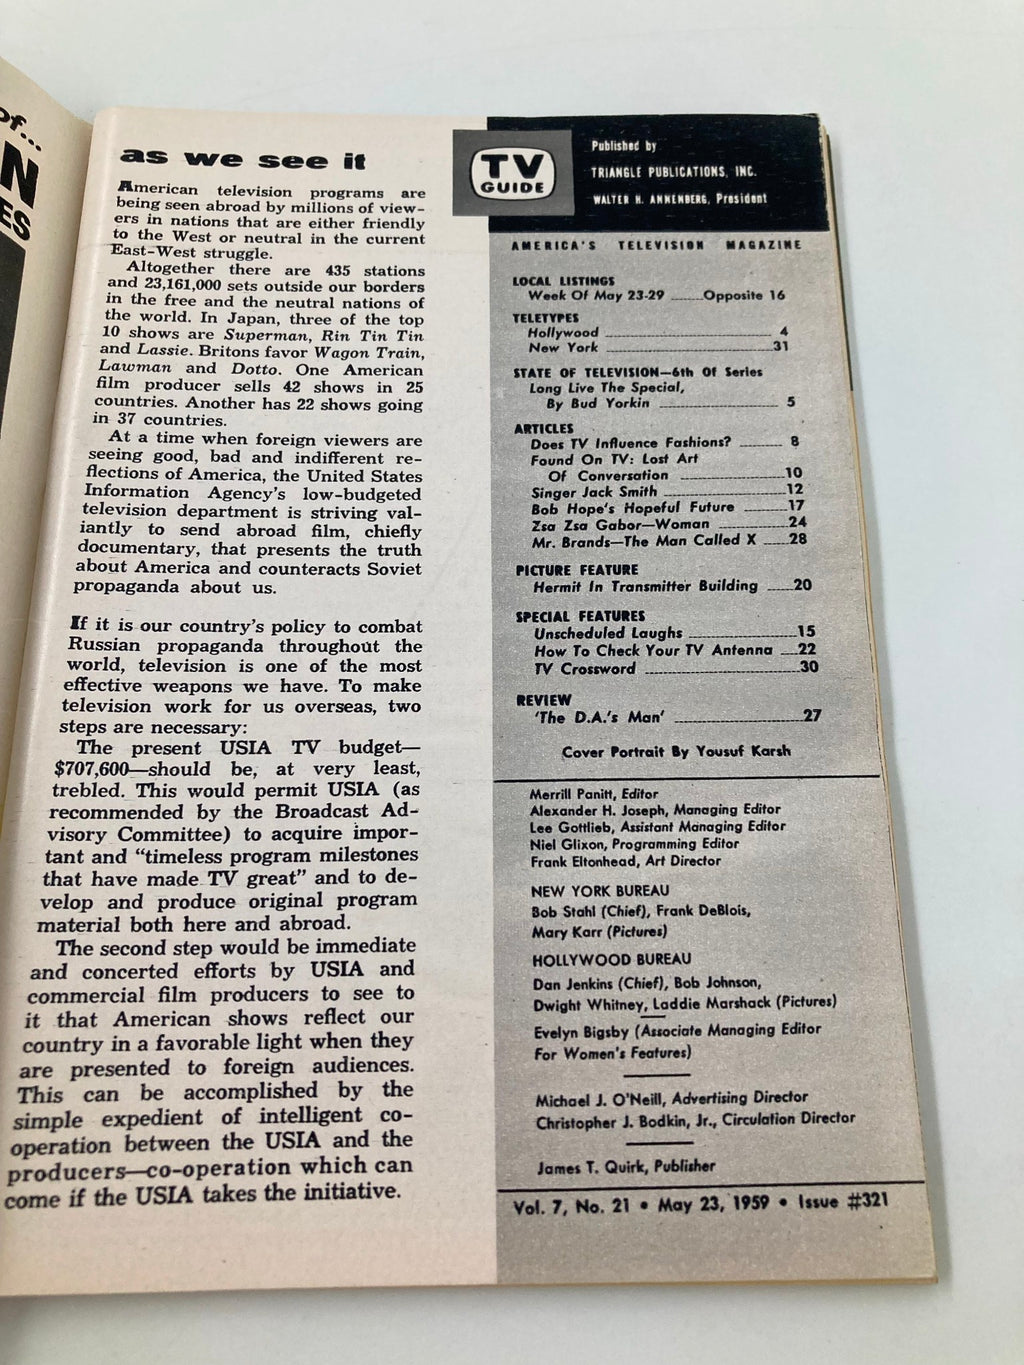 of...
N
ES
as we see it
American television programs are
being seen abroad by millions of view-
ers in nations that are either friendly
to the West or neutral in the current
East-West struggle.
Altogether there are 435 stations
and 23,161,000 sets outside our borders
in the free and the neutral nations of
the world. In Japan, three of the top
10 shows are Superman, Rin Tin Tin
and Lassie. Britons favor Wagon Train,
Lawman and Dotto. One American
film producer sells 42 shows in 25
countries. Another has 22 shows going
in 37 countries.
At a time when foreign viewers are
seeing good, bad and indifferent re-
flections of America, the United States
Information Agency's low-budgeted
television department is striving val-
iantly to send abroad film, chiefly
documentary, that presents the truth
about America and counteracts Soviet
propaganda about us.
If it is our country's policy to combat
Russian propaganda throughout the
world, television is one of the most
effective weapons we have. To make
television work for us overseas, two
steps are necessary:
The present USIA TV budget—
$707,600—should be, at very least,
trebled. This would permit USIA (as
recommended by the Broadcast Ad-
visory Committee) to acquire impor-
tant and "timeless program milestones
that have made TV great" and to de-
velop and produce original program
material both here and abroad.
The second step would be immediate
and concerted efforts by USIA and
commercial film producers to see to
it that American shows reflect our
country in a favorable light when they
are presented to foreign audiences.
This can be accomplished by the
simple expedient of intelligent co-
operation between the USIA and the
producers—co-operation which can
come if the USIA takes the initiative.
TV
GUIDE
Published by
TRIANGLE PUBLICATIONS, INC.
WALTER H. ANNENBERG, President
AMERICA'S TELEVISION MAGAZINE
LOCAL LISTINGS
Week Of May 23-29 Opposite 16
TELETYPES
Hollywood 4
New York 31
STATE OF TELEVISION—6th Of Series
Long Live The Special,
By Bud Yorkin 5
ARTICLES
Does TV Influence Fashions? 8
Found On TV: Lost Art
Of Conversation 10
Singer Jack Smith 12
Bob Hope's Hopeful Future 17
Zsa Zsa Gabor—Woman 24
Mr. Brands—The Man Called X 28
PICTURE FEATURE
Hermit In Transmitter Building 20
SPECIAL FEATURES
Unscheduled Laughs 15
How To Check Your TV Antenna 22
TV Crossword 30
REVIEW
'The D.A.'s Man' 27
Cover Portrait By Yousuf Karsh
Merrill Panitt, Editor
Alexander H. Joseph, Managing Editor
Lee Gottlieb, Assistant Managing Editor
Niel Glixon, Programming Editor
Frank Eltonhead, Art Director
NEW YORK BUREAU
Bob Stahl (Chief), Frank DeBlois,
Mary Karr (Pictures)
HOLLYWOOD BUREAU
Dan Jenkins (Chief), Bob Johnson,
Dwight Whitney, Laddie Marshack (Pictures)
Evelyn Bigsby (Associate Managing Editor
For Women's Features)
Michael J. O'Neill, Advertising Director
Christopher J. Bodkin, Jr., Circulation Director
James T. Quirk, Publisher
Vol. 7, No. 21 • May 23, 1959 • Issue #321